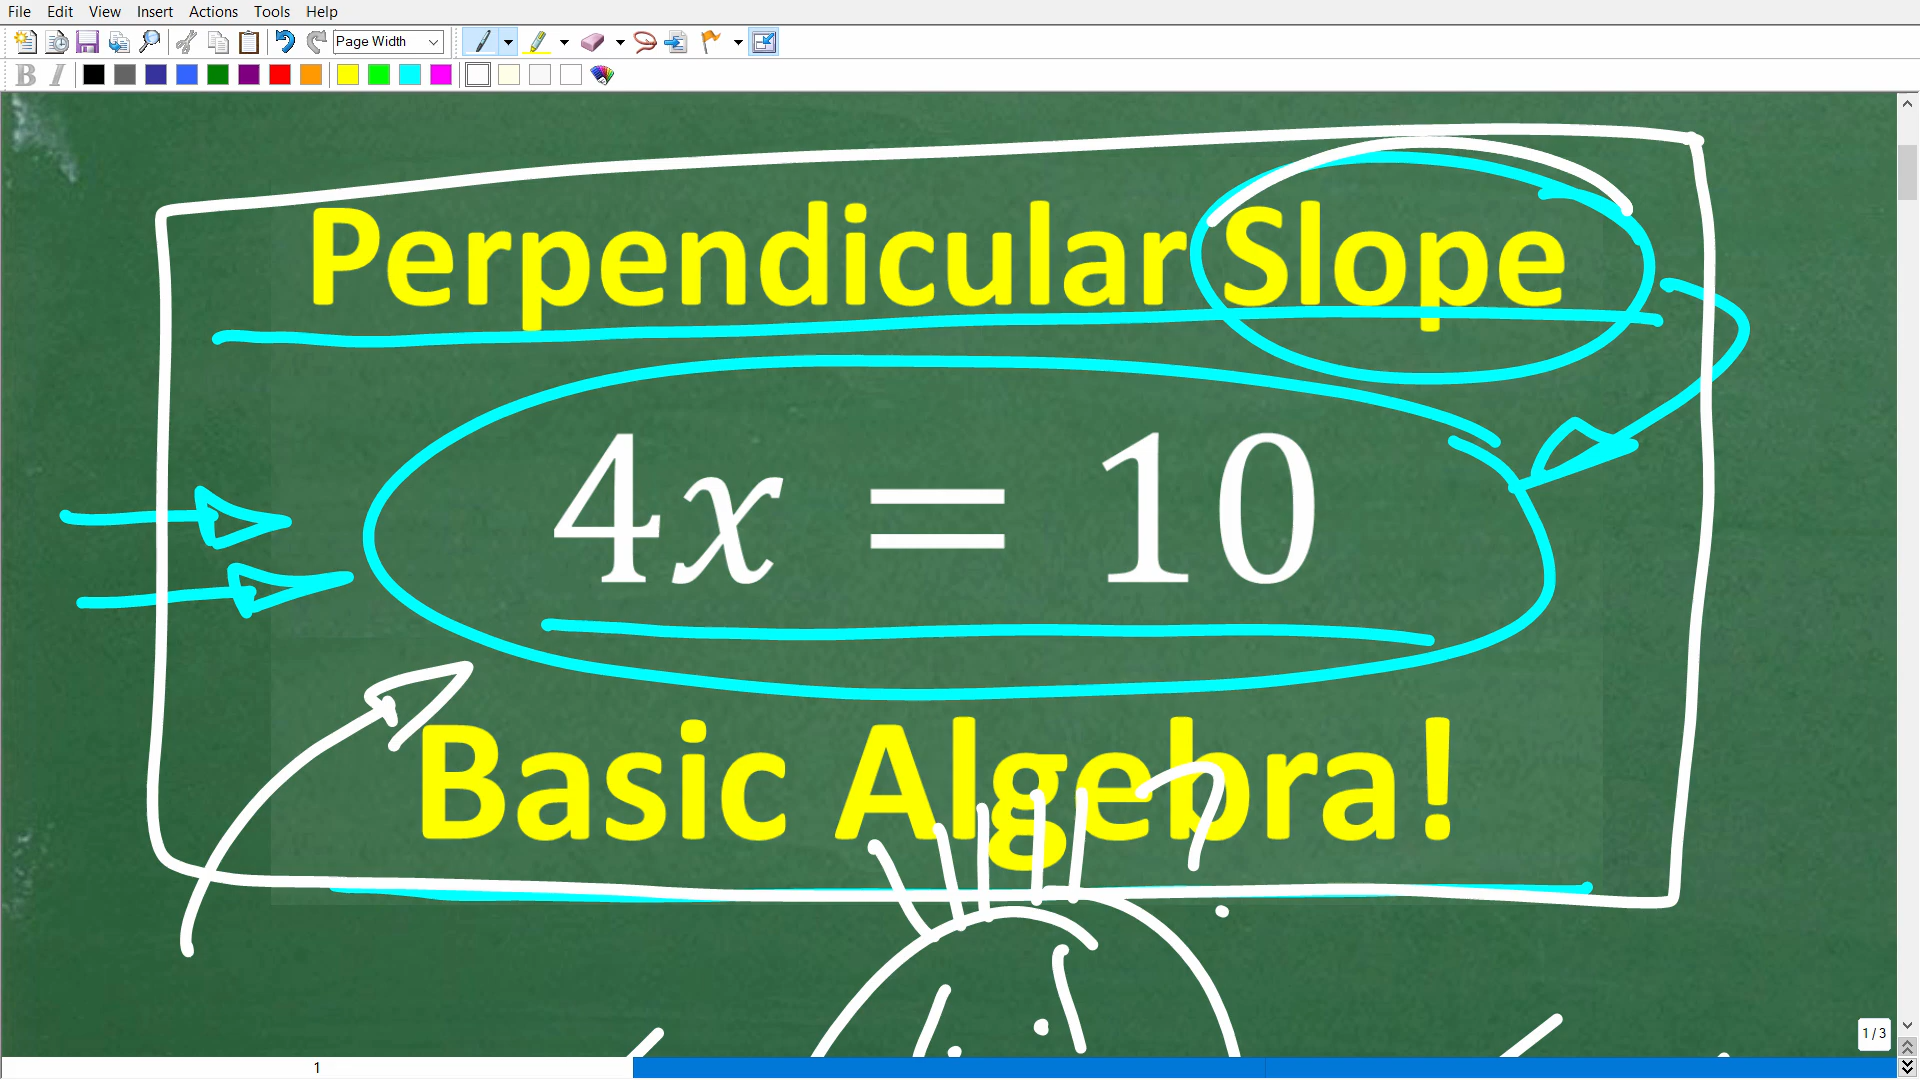 File Edit View Insert Actions Tools Help
Page Width
B I
Perpendicular Slope
4x = 10
Basic Algebra!
?
1 / 3
1